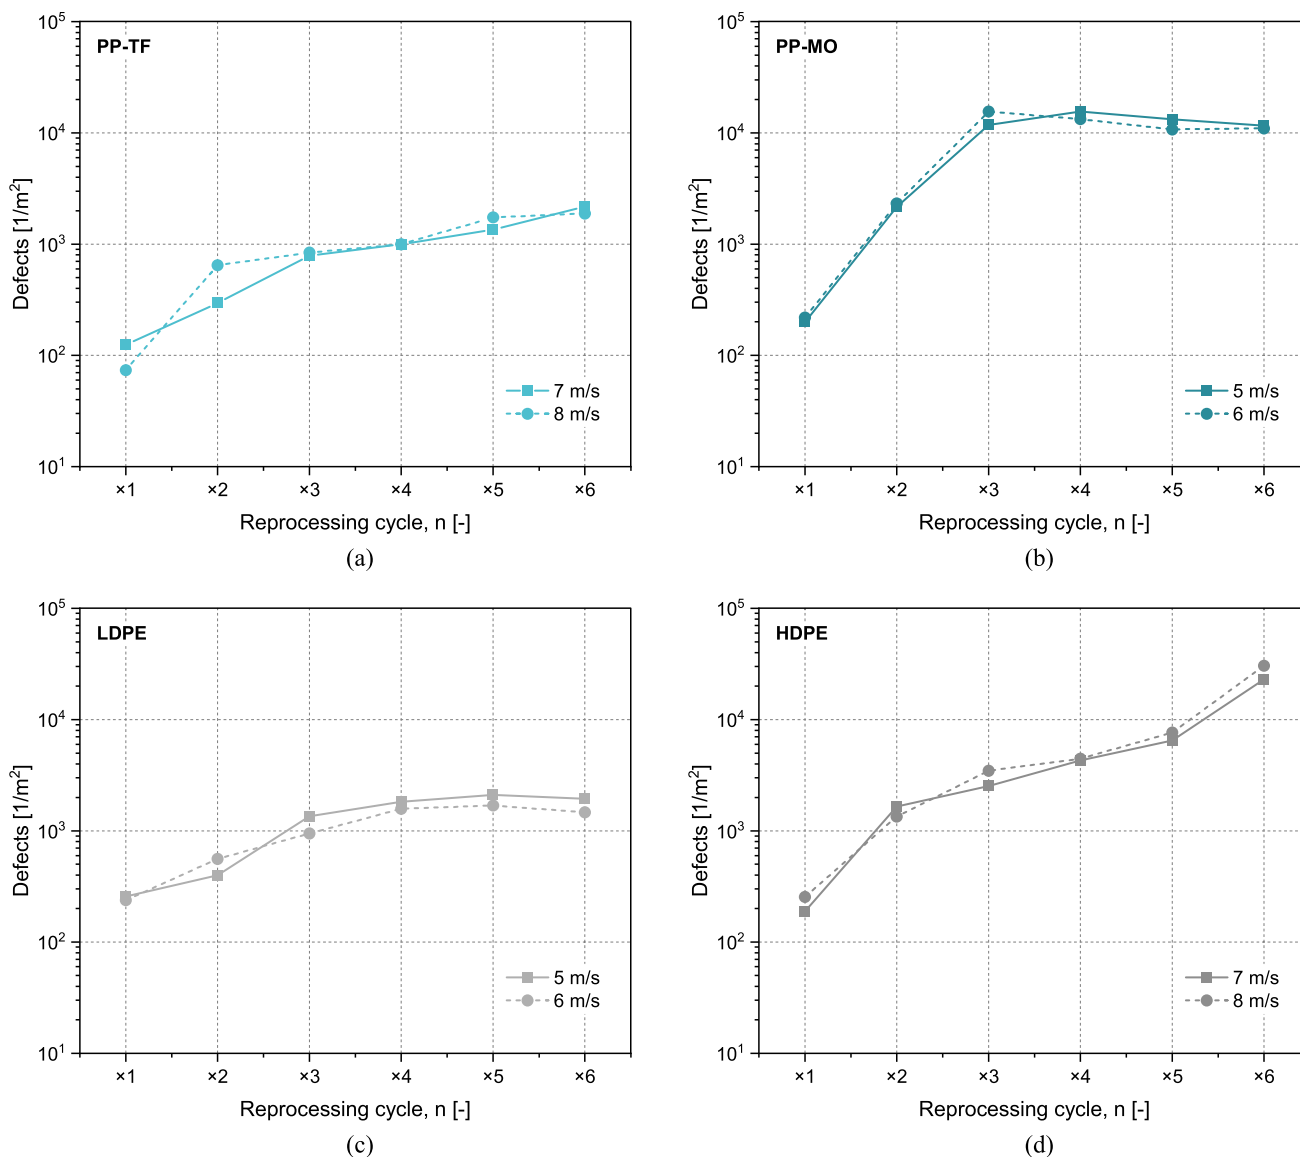 PP-TF
10^5
10^4
10^3
10^2
10^1
Defects [1/m^2]
7 m/s
8 m/s
×1 ×2 ×3 ×4 ×5 ×6
Reprocessing cycle, n [-]
(a)
PP-MO
10^5
10^4
10^3
10^2
10^1
Defects [1/m^2]
5 m/s
6 m/s
×1 ×2 ×3 ×4 ×5 ×6
Reprocessing cycle, n [-]
(b)
LDPE
10^5
10^4
10^3
10^2
10^1
Defects [1/m^2]
5 m/s
6 m/s
×1 ×2 ×3 ×4 ×5 ×6
Reprocessing cycle, n [-]
(c)
HDPE
10^5
10^4
10^3
10^2
10^1
Defects [1/m^2]
7 m/s
8 m/s
×1 ×2 ×3 ×4 ×5 ×6
Reprocessing cycle, n [-]
(d)